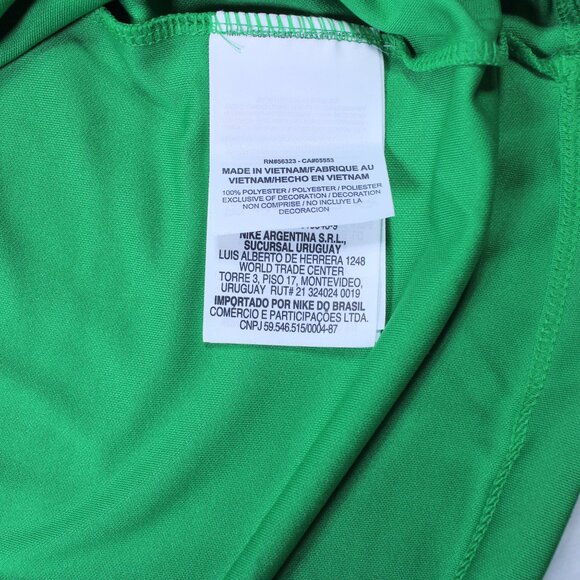 RN#56323 - CA#05553
MADE IN VIETNAM/FABRIQUE AU
VIETNAM/HECHO EN VIETNAM
100% POLYESTER / POLYESTER / POLIESTER
EXCLUSIVE OF DECORATION / DECORATION
NON COMPRISE / NO INCLUYE LA
DECORACION
NIKE ARGENTINA S.R.L.,
SUCURSAL URUGUAY
LUIS ALBERTO DE HERRERA 1248
WORLD TRADE CENTER
TORRE 3, PISO 17, MONTEVIDEO,
URUGUAY RUT# 21 324024 0019
IMPORTADO POR NIKE DO BRASIL
COMÉRCIO E PARTICIPAÇÕES LTDA.
CNPJ 59.546.515/0004-87